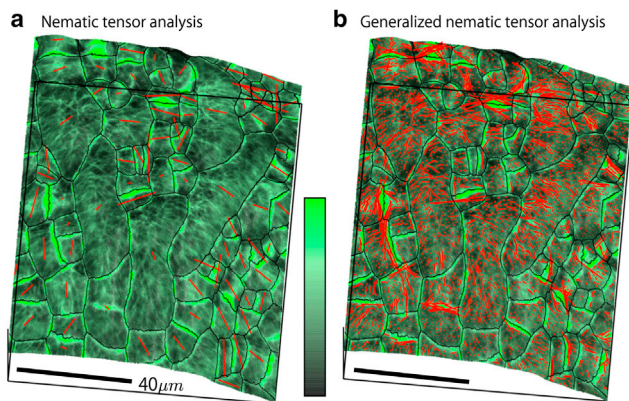 a Nematic tensor analysis
b Generalized nematic tensor analysis
40μm